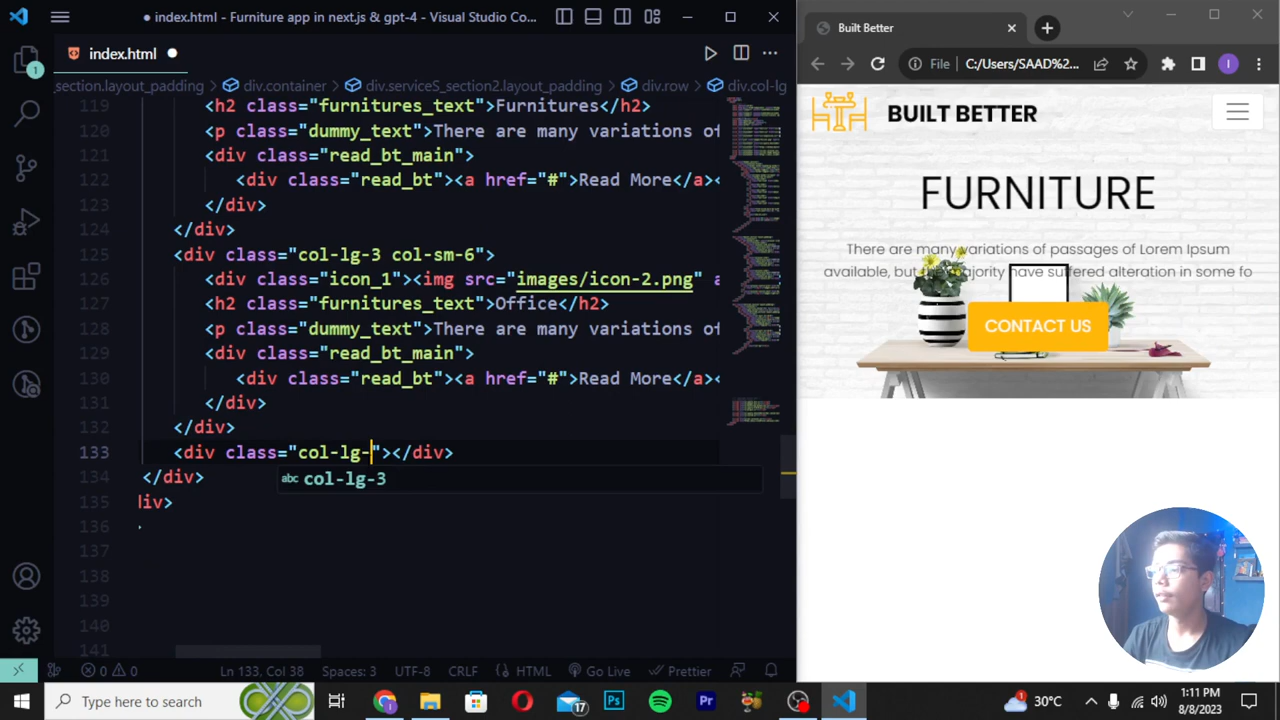 ● index.html - Furniture app in next.js & gpt-4 - Visual Studio Co...
index.html
section.layout_padding > div.container > div.serviceS_section2.layout_padding > div.row > div.col-lg
119 <h2 class="furnitures_text">Furnitures</h2>
120 <p class="dummy_text">There are many variations of
121 <div class="read_bt_main">
122 <div class="read_bt"><a href="#">Read More</a><
123 </div>
124 </div>
125 <div class="col-lg-3 col-sm-6">
126 <div class="icon_1"><img src="images/icon-2.png" a
127 <h2 class="furnitures_text">Office</h2>
128 <p class="dummy_text">There are many variations of
129 <div class="read_bt_main">
130 <div class="read_bt"><a href="#">Read More</a><
131 </div>
132 </div>
133 <div class="col-lg-"></div>
abc col-lg-3
134 </div>
135 div>
136 >
137
138
139
140
141
1
0 0 Ln 133, Col 38 Spaces: 3 UTF-8 CRLF {} HTML Go Live Prettier
Built Better
File C:/Users/SAAD%2... I
BUILT BETTER
FURNITURE
There are many variations of passages of Lorem Ipsum
available, but the majority have suffered alteration in some fo
CONTACT US
Type here to search
17
Ps
Pr
1
30°C
1:11 PM
8/8/2023